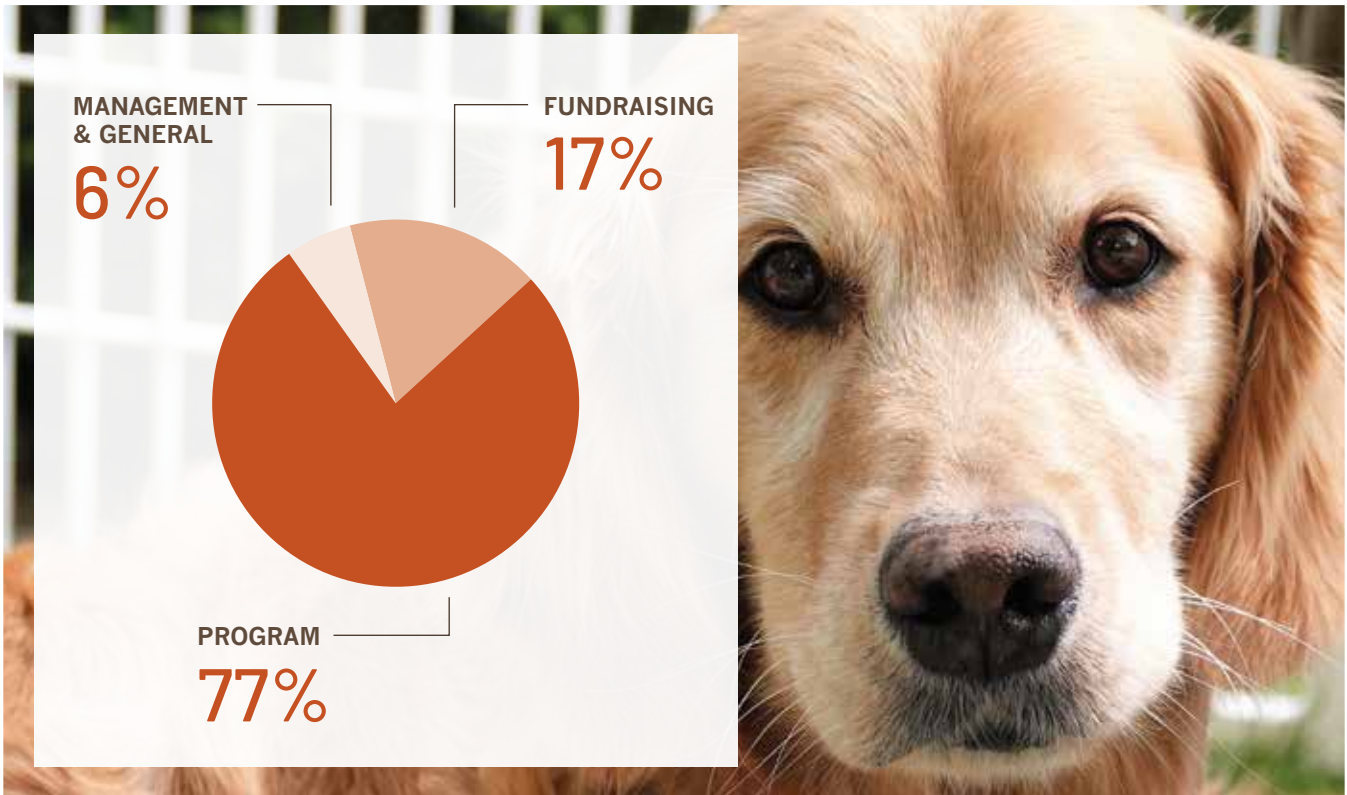 MANAGEMENT
& GENERAL
6%
FUNDRAISING
17%
PROGRAM
77%